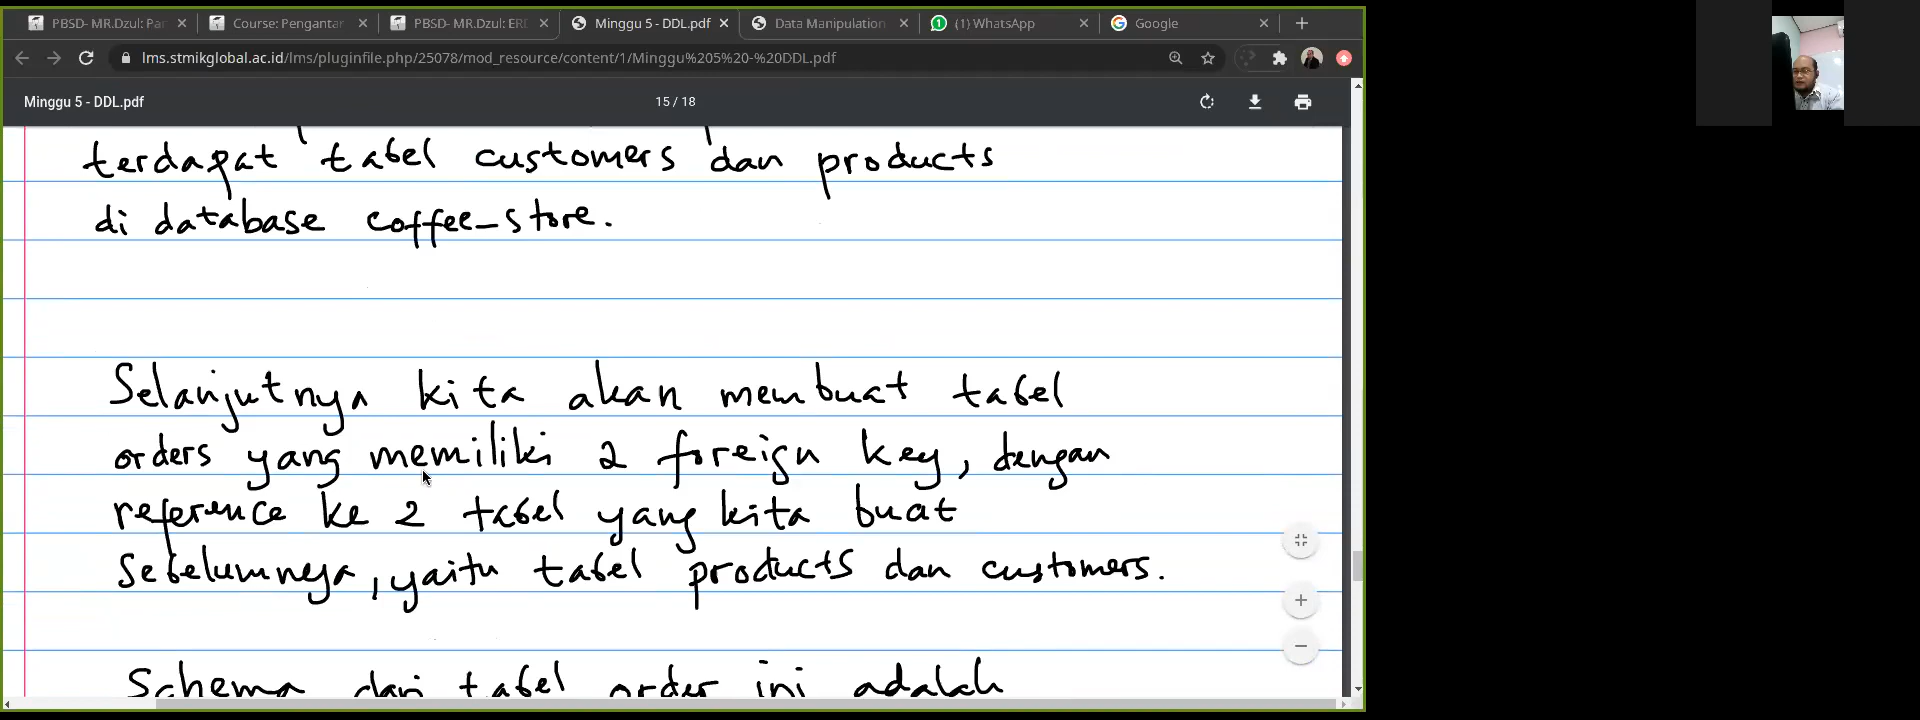 PBSD- MR.Dzul: Par
Course: Pengantar
PBSD- MR.Dzul: ERD
Minggu 5 - DDL.pdf
Data Manipulation
(1) WhatsApp
Google
lms.stmikglobal.ac.id/lms/pluginfile.php/25078/mod_resource/content/1/Minggu%205%20-%20DDL.pdf
Minggu 5 - DDL.pdf
15 / 18
terdapat tabel customers dan products
di database coffee_store.
Selanjutnya kita akan membuat tabel
orders yang memiliki 2 foreign key, dengan
reference ke 2 tabel yang kita buat
Sebelumnya, yaitu tabel products dan customers.
Schema dari tabel order ini adalah